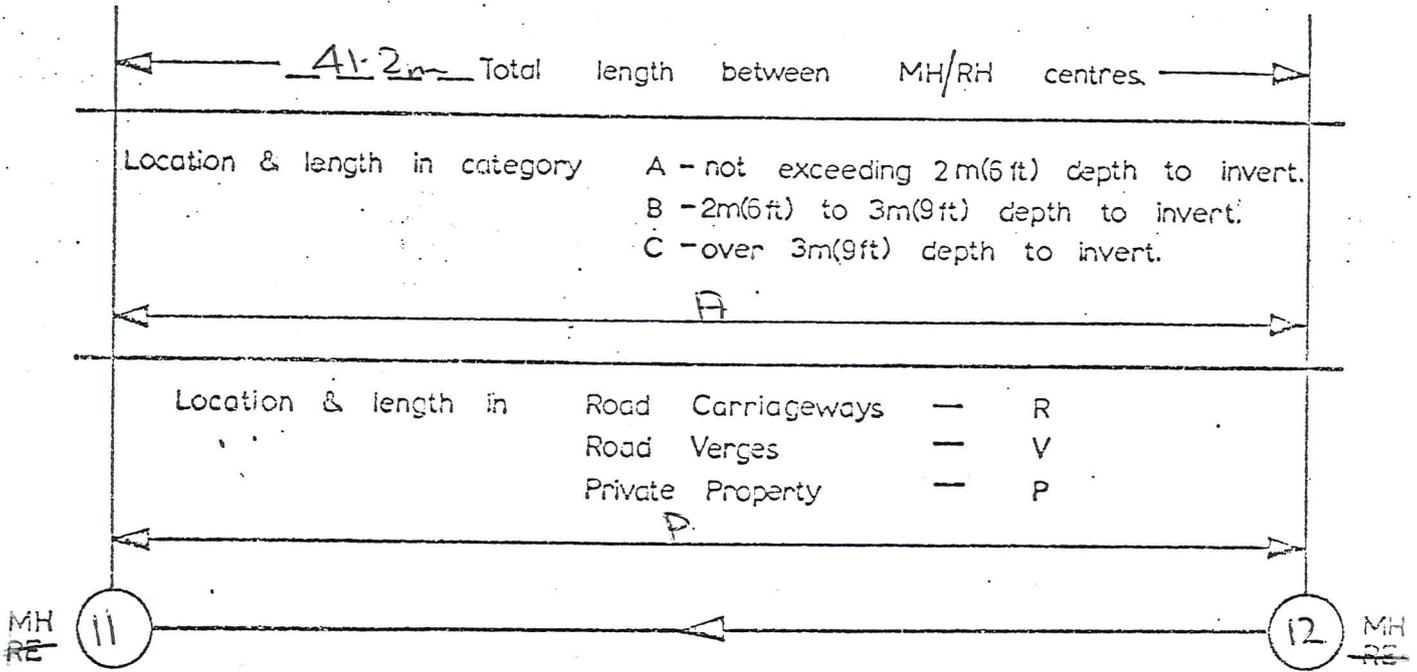 41.2m Total length between MH/RH centres
Location & length in category A - not exceeding 2m(6ft) depth to invert.
B - 2m(6ft) to 3m(9ft) depth to invert.
C - over 3m(9ft) depth to invert.
A
Location & length in Road Carriageways — R
Road Verges — V
Private Property — P
P
MH 11 12 MH
RE RE